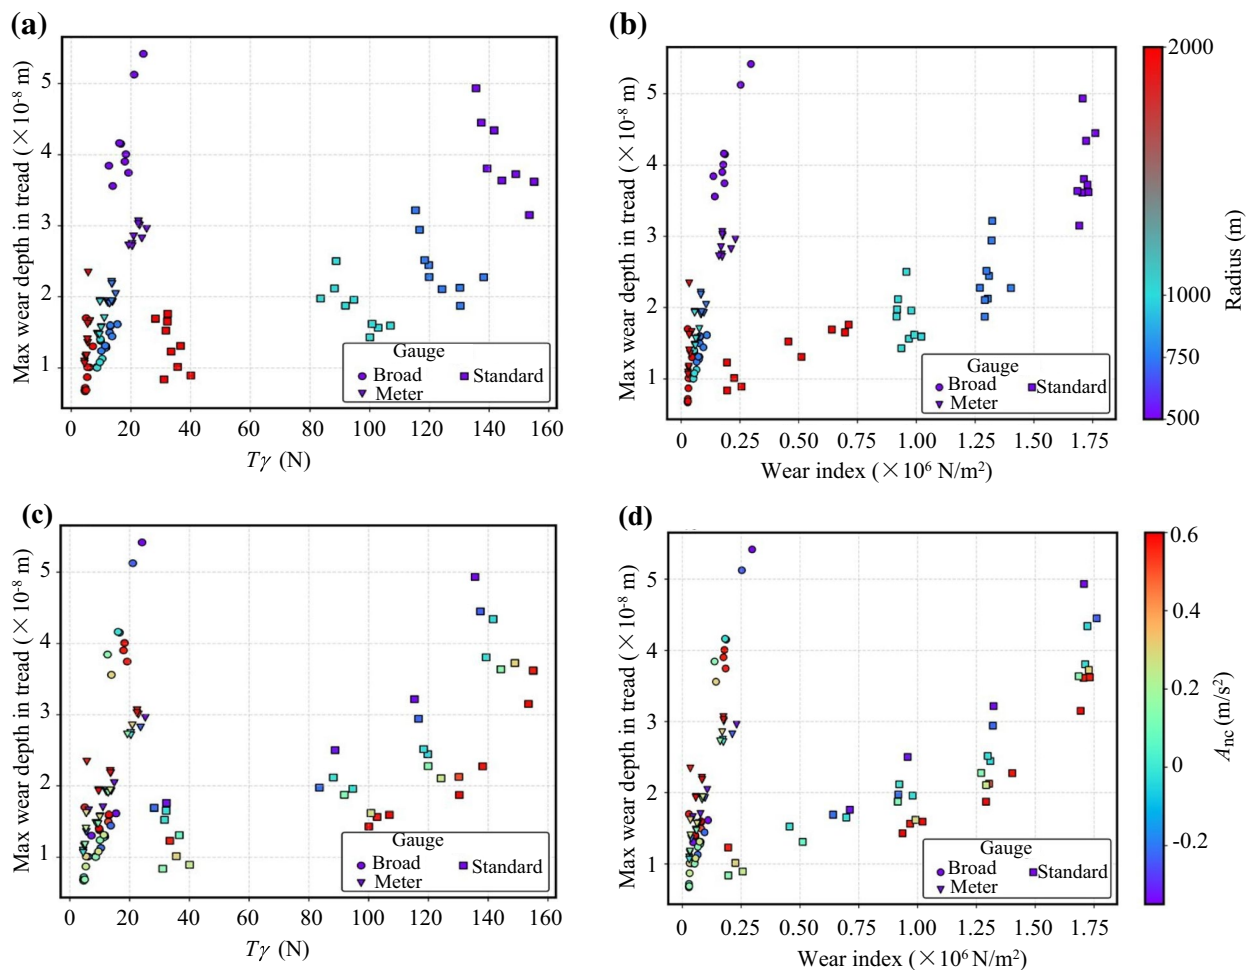 (a)
Max wear depth in tread (×10⁻⁸ m)
5
4
3
2
1
0 20 40 60 80 100 120 140 160
Tγ (N)
Gauge
Broad Standard
Meter
(b)
Max wear depth in tread (×10⁻⁸ m)
5
4
3
2
1
0 0.25 0.50 0.75 1.00 1.25 1.50 1.75
Wear index (×10⁶ N/m²)
Gauge
Broad Standard
Meter
2000
1000
750
500
Radius (m)
(c)
Max wear depth in tread (×10⁻⁸ m)
5
4
3
2
1
0 20 40 60 80 100 120 140 160
Tγ (N)
Gauge
Broad Standard
Meter
(d)
Max wear depth in tread (×10⁻⁸ m)
5
4
3
2
1
0 0.25 0.50 0.75 1.00 1.25 1.50 1.75
Wear index (×10⁶ N/m²)
Gauge
Broad Standard
Meter
0.6
0.4
0.2
0
-0.2
Anc (m/s²)